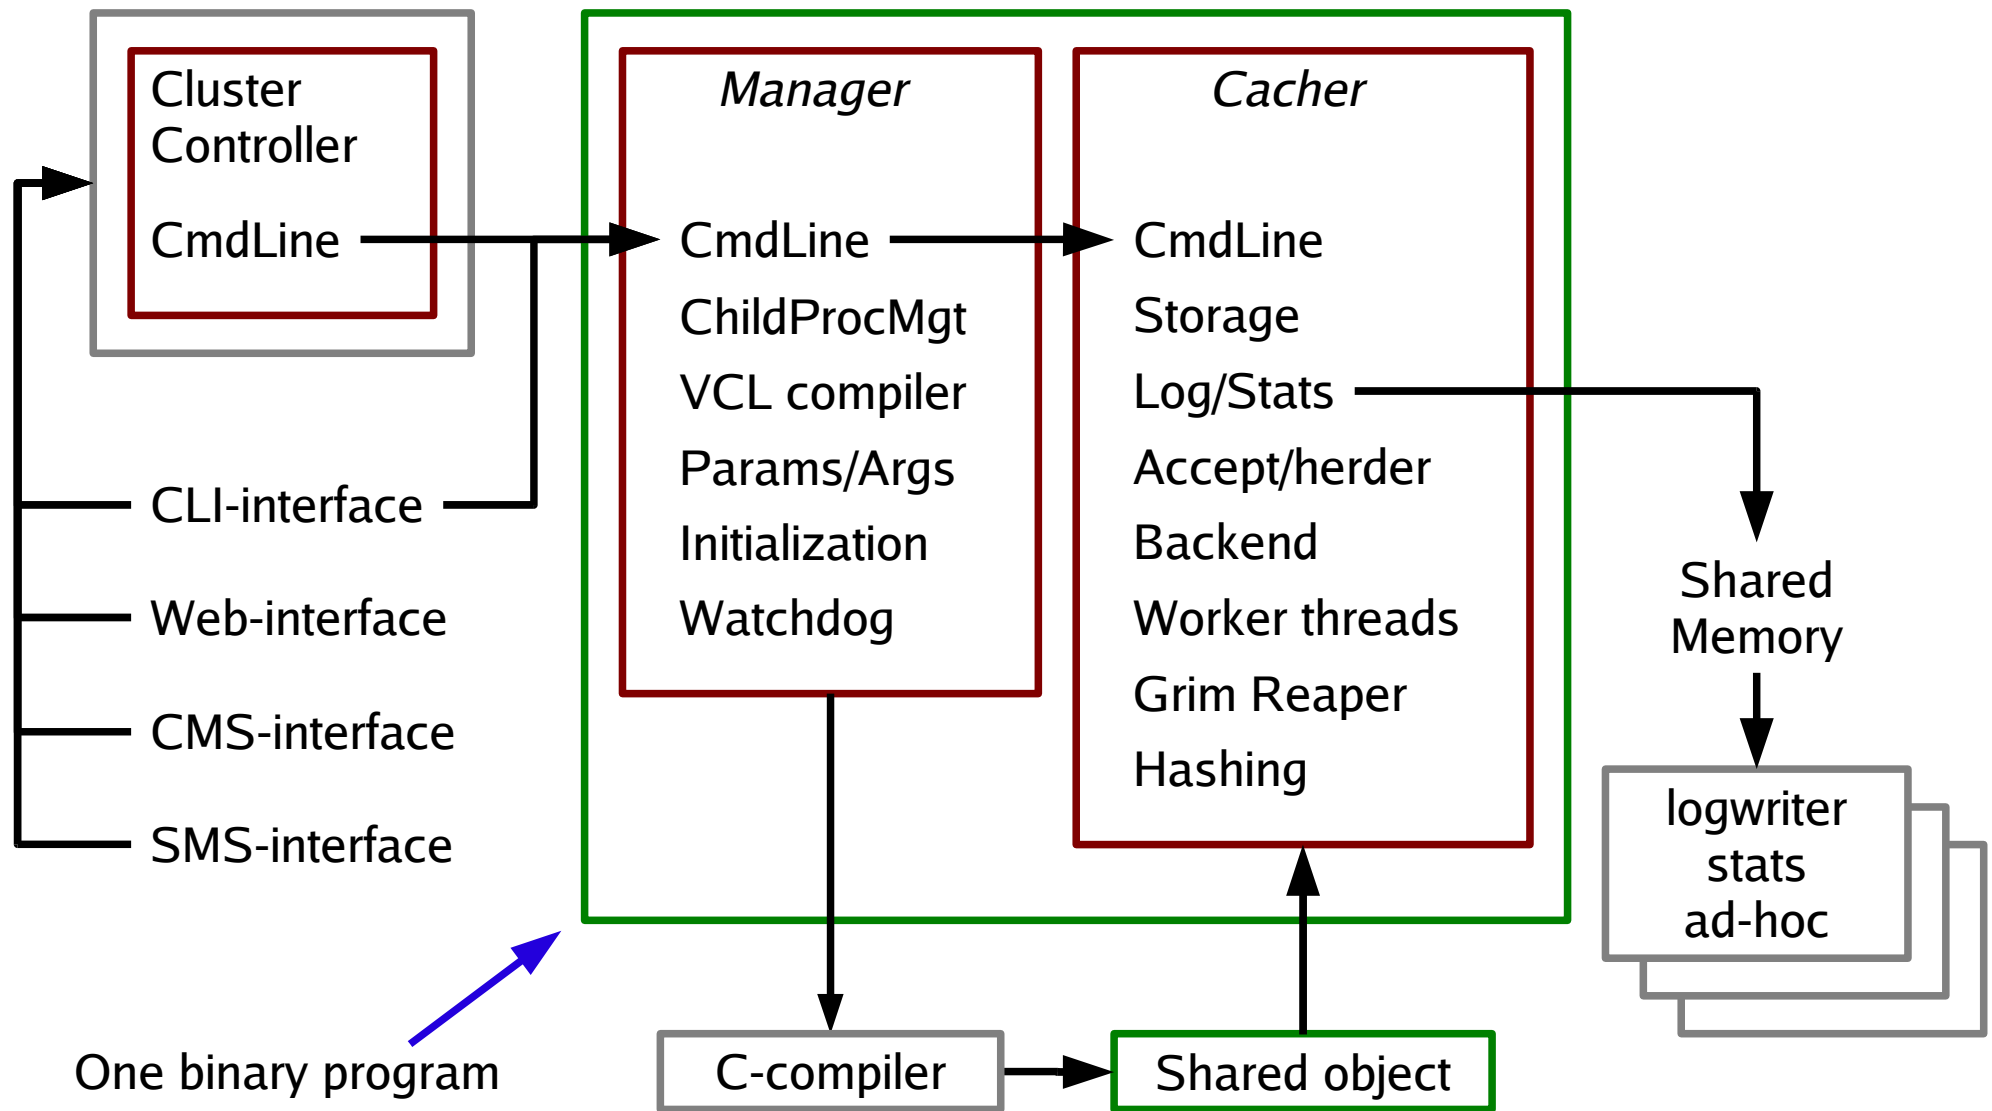 Cluster
Controller
CmdLine
CLI-interface
Web-interface
CMS-interface
SMS-interface
One binary program
Manager
CmdLine
ChildProcMgt
VCL compiler
Params/Args
Initialization
Watchdog
Cacher
CmdLine
Storage
Log/Stats
Accept/herder
Backend
Worker threads
Grim Reaper
Hashing
C-compiler
Shared object
Shared
Memory
logwriter
stats
ad-hoc